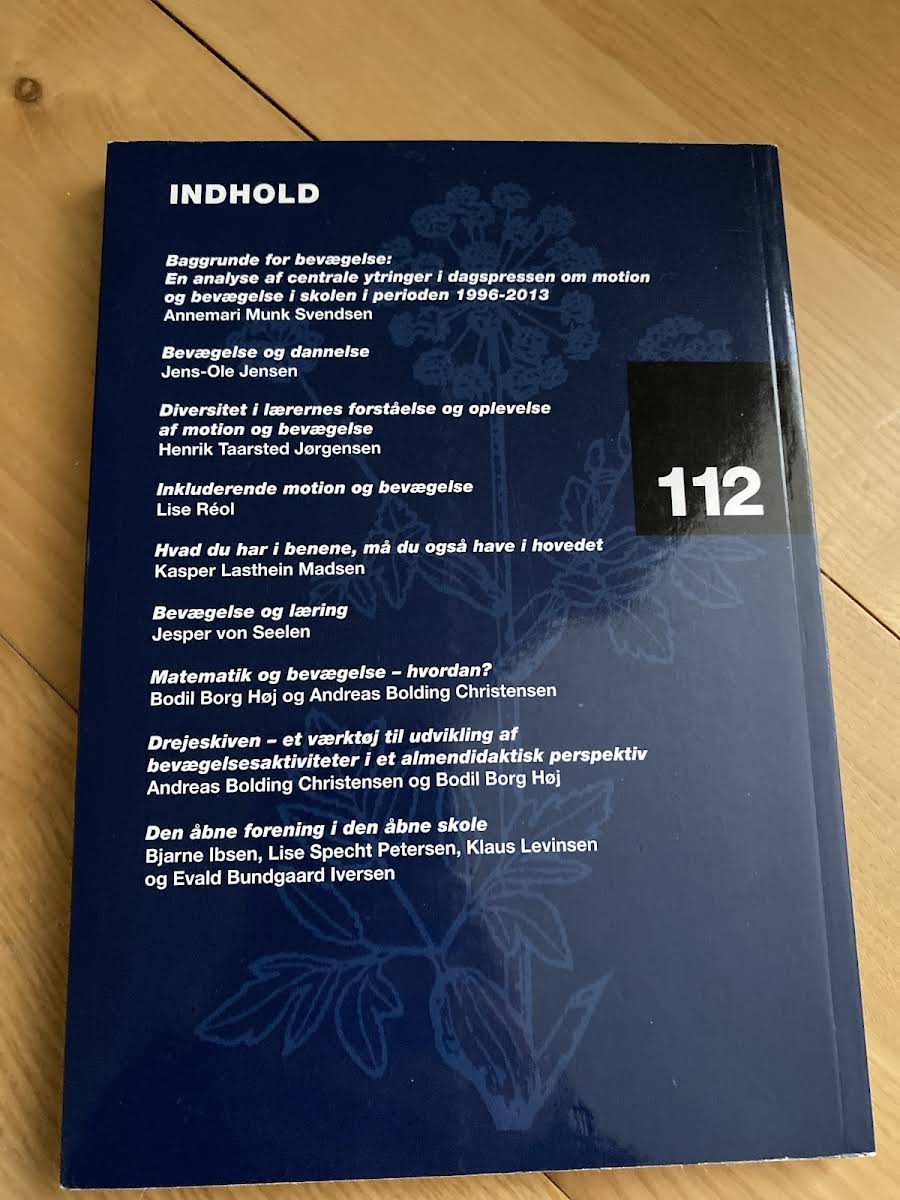 INDHOLD
Baggrunde for bevægelse:
En analyse af centrale ytringer i dagspressen om motion
og bevægelse i skolen i perioden 1996-2013
Annemari Munk Svendsen
Bevægelse og dannelse
Jens-Ole Jensen
Diversitet i lærernes forståelse og oplevelse
af motion og bevægelse
Henrik Taarsted Jørgensen
Inkluderende motion og bevægelse
Lise Réol
Hvad du har i benene, må du også have i hovedet
Kasper Lasthein Madsen
Bevægelse og læring
Jesper von Seelen
Matematik og bevægelse – hvordan?
Bodil Borg Høj og Andreas Bolding Christensen
Drejeskiven – et værktøj til udvikling af
bevægelsesaktiviteter i et almendidaktisk perspektiv
Andreas Bolding Christensen og Bodil Borg Høj
Den åbne forening i den åbne skole
Bjarne Ibsen, Lise Specht Petersen, Klaus Levinsen
og Evald Bundgaard Iversen
112